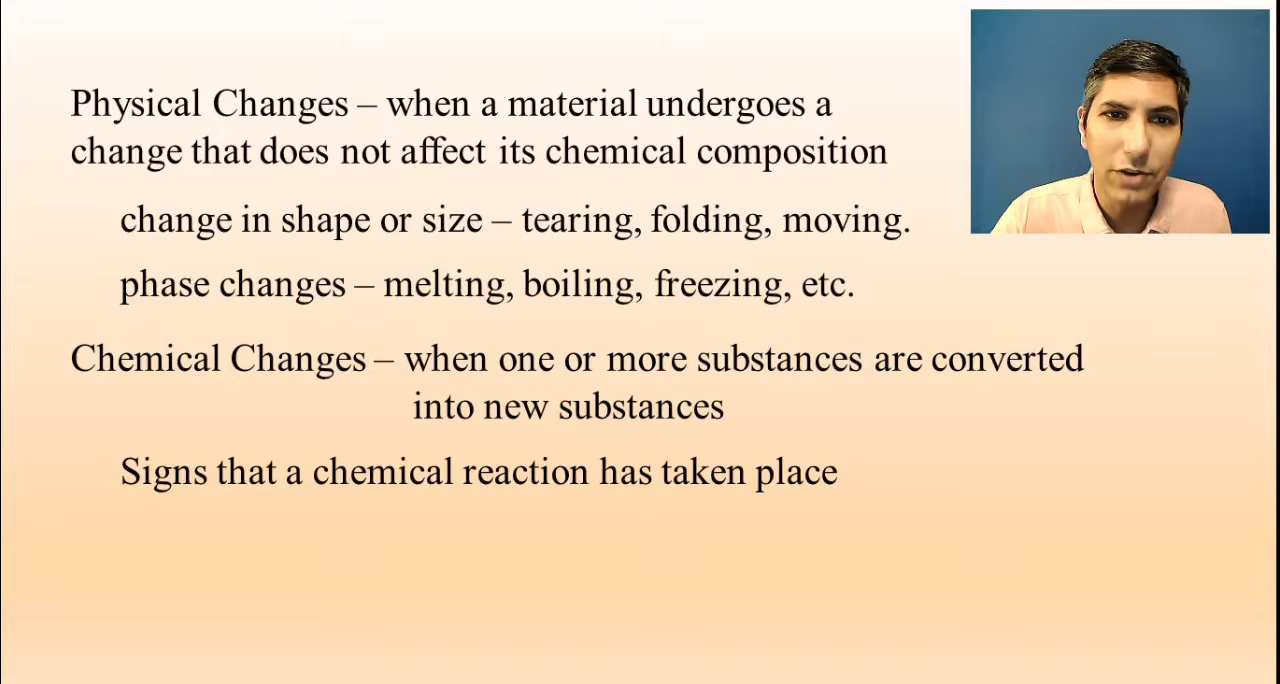 Physical Changes – when a material undergoes a
change that does not affect its chemical composition
change in shape or size – tearing, folding, moving.
phase changes – melting, boiling, freezing, etc.
Chemical Changes – when one or more substances are converted
into new substances
Signs that a chemical reaction has taken place